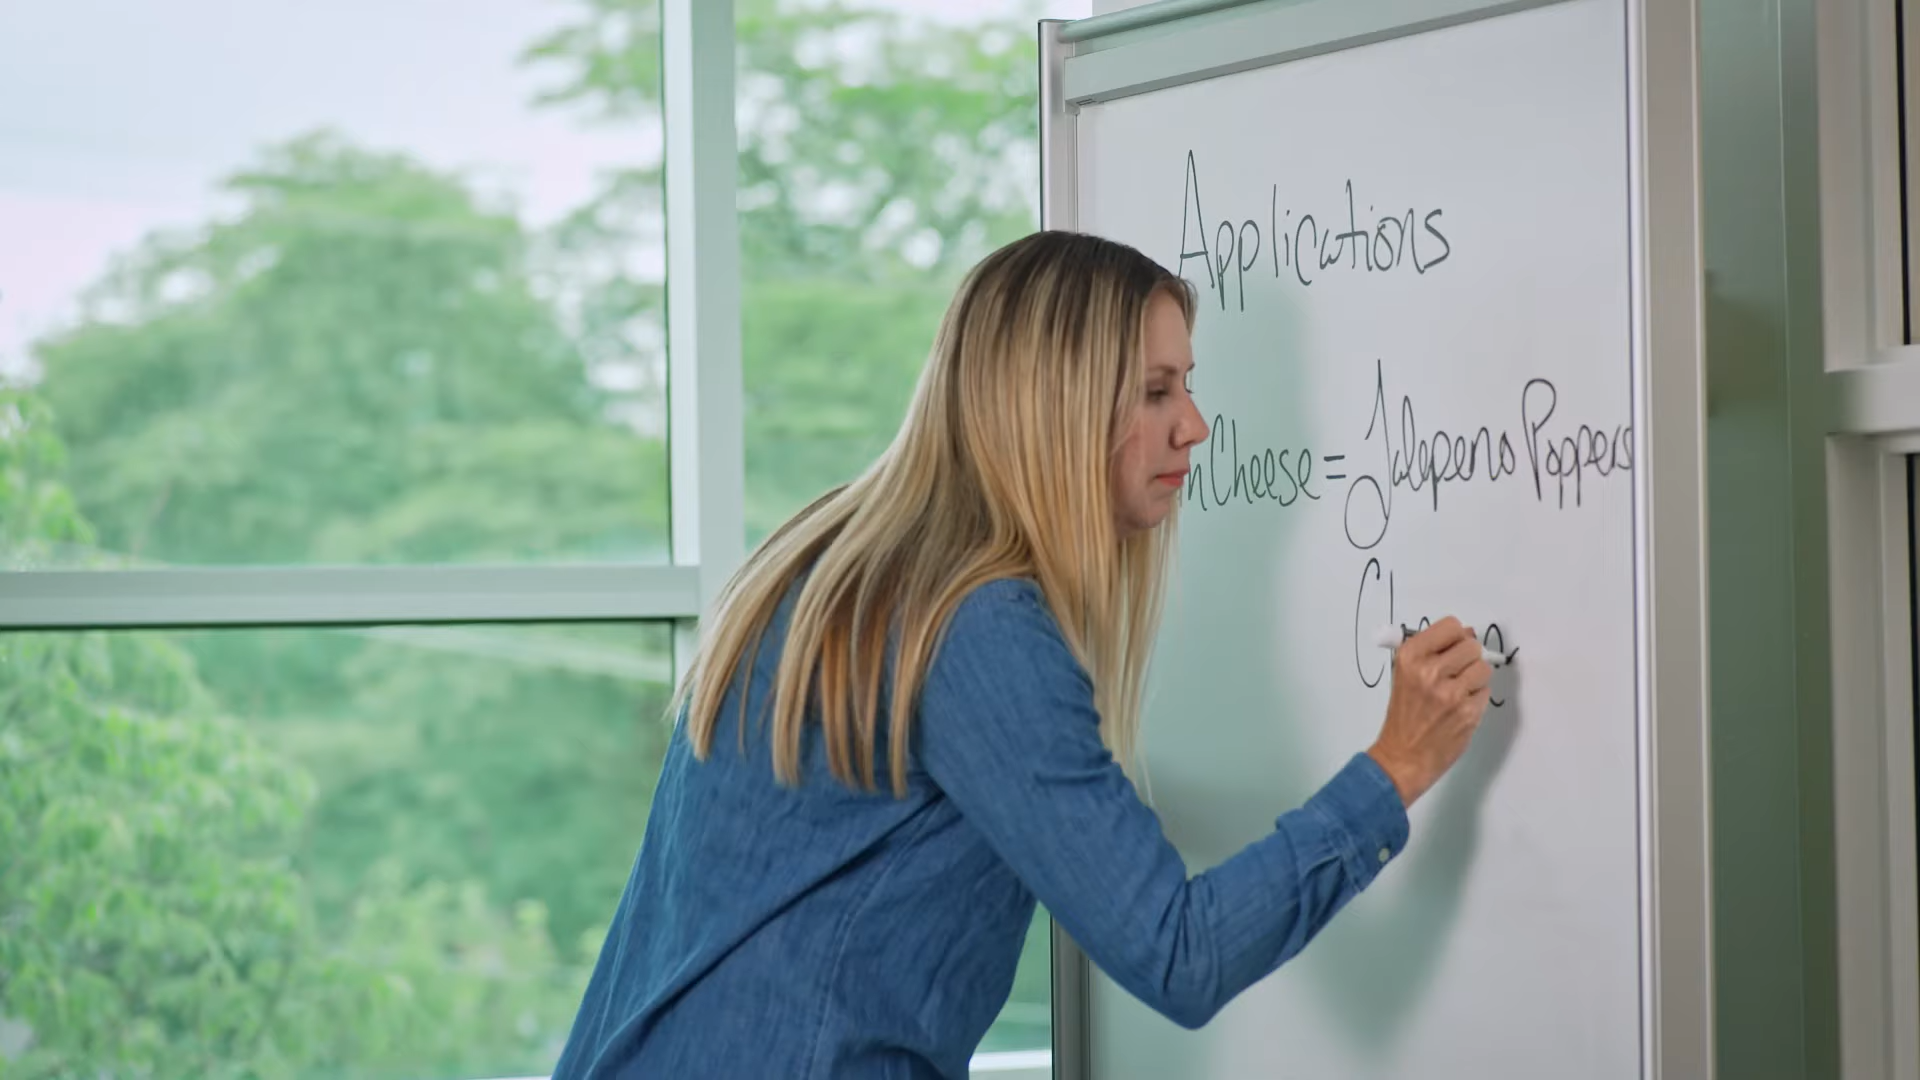 Applications
Cheese = Jalepeno Poppers